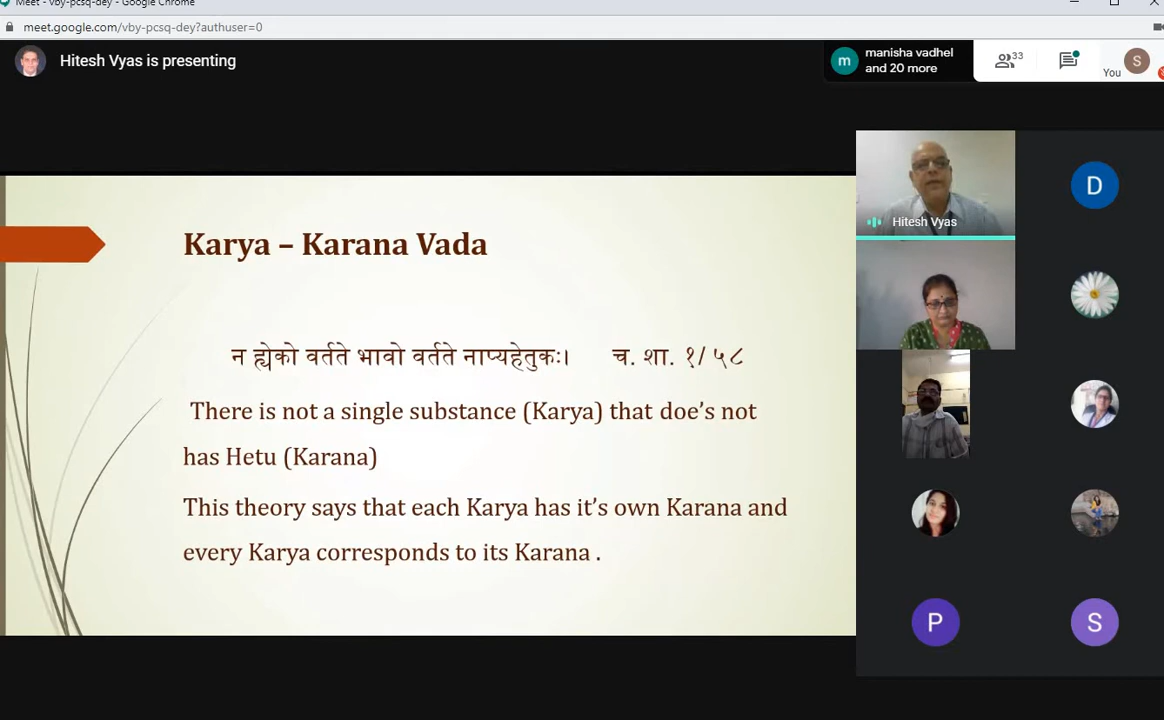 Meet - vby-pcsq-dey - Google Chrome
meet.google.com/vby-pcsq-dey?authuser=0
Hitesh Vyas is presenting
m
manisha vadhel
and 20 more
33
You
S
Karya – Karana Vada
न ह्येको वर्तते भावो वर्तते नाप्यहेतुकः। च. शा. १/ ५८
There is not a single substance (Karya) that doe's not
has Hetu (Karana)
This theory says that each Karya has it's own Karana and
every Karya corresponds to its Karana .
Hitesh Vyas
D
P
S